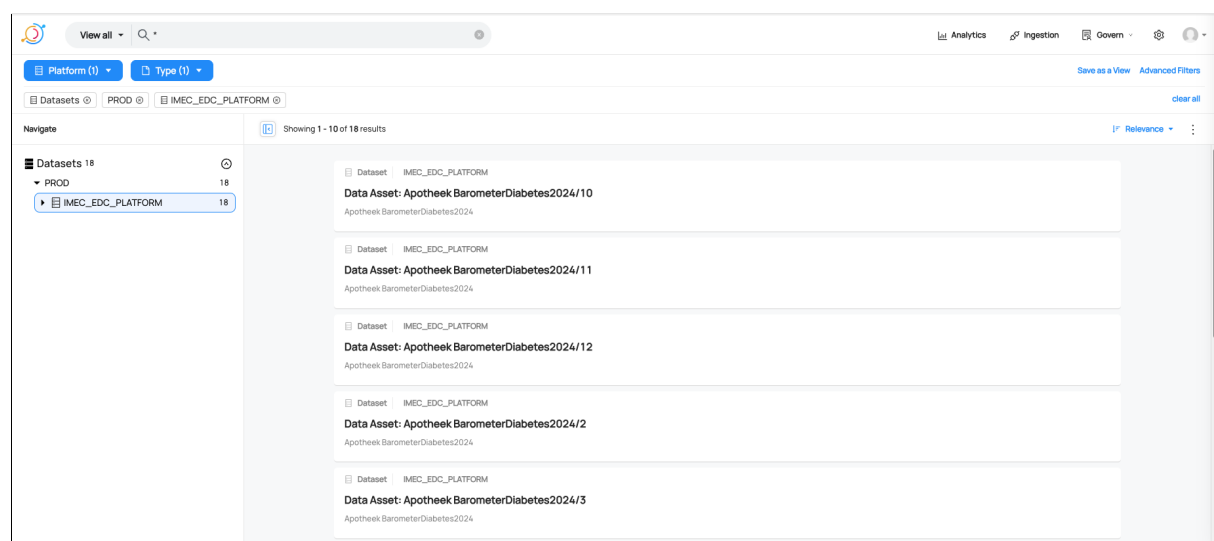 View all *
Analytics Ingestion Govern
Platform (1) Type (1)
Save as a View Advanced Filters
Datasets PROD IMEC_EDC_PLATFORM
clear all
Navigate
Showing 1 - 10 of 18 results
Relevance
Datasets 18
PROD 18
IMEC_EDC_PLATFORM 18
Dataset IMEC_EDC_PLATFORM
Data Asset: Apotheek BarometerDiabetes2024/10
Apotheek BarometerDiabetes2024
Dataset IMEC_EDC_PLATFORM
Data Asset: Apotheek BarometerDiabetes2024/11
Apotheek BarometerDiabetes2024
Dataset IMEC_EDC_PLATFORM
Data Asset: Apotheek BarometerDiabetes2024/12
Apotheek BarometerDiabetes2024
Dataset IMEC_EDC_PLATFORM
Data Asset: Apotheek BarometerDiabetes2024/2
Apotheek BarometerDiabetes2024
Dataset IMEC_EDC_PLATFORM
Data Asset: Apotheek BarometerDiabetes2024/3
Apotheek BarometerDiabetes2024